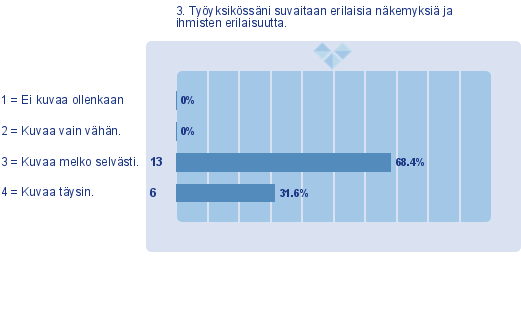 3. Työyksikössäni suvaitaan erilaisia näkemyksiä ja
ihmisten erilaisuutta.
1 = Ei kuvaa ollenkaan 0%
2 = Kuvaa vain vähän. 0%
3 = Kuvaa melko selvästi. 13 68.4%
4 = Kuvaa täysin. 6 31.6%